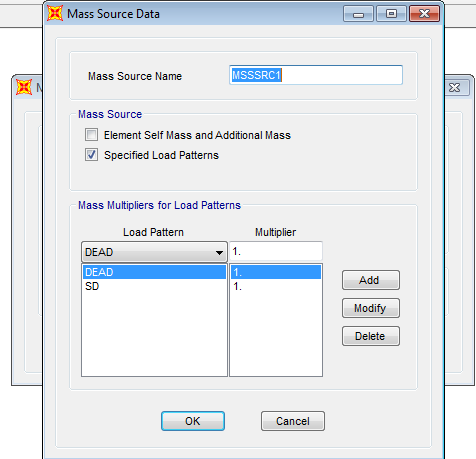 Mass Source Data
M
Mass Source Name
MSSSRC1
Mass Source
Element Self Mass and Additional Mass
Specified Load Patterns
Mass Multipliers for Load Patterns
Load Pattern Multiplier
DEAD 1.
DEAD 1.
SD 1.
Add
Modify
Delete
OK Cancel